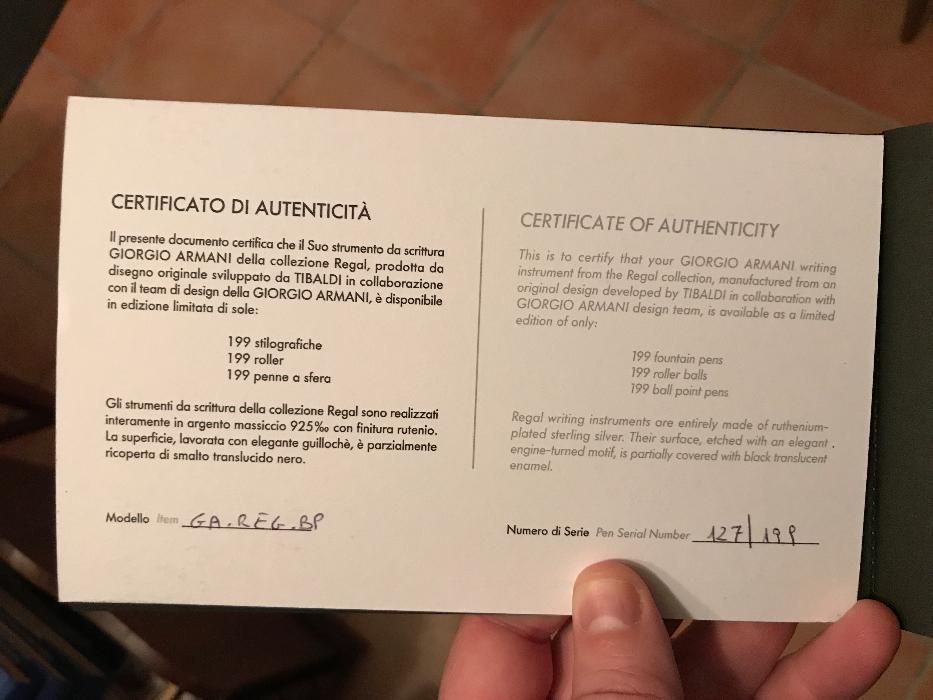 CERTIFICATO DI AUTENTICITÀ
Il presente documento certifica che il Suo strumento da scrittura
GIORGIO ARMANI della collezione Regal, prodotta da
disegno originale sviluppato da TIBALDI in collaborazione
con il team di design della GIORGIO ARMANI, è disponibile
in edizione limitata di sole:
199 stilografiche
199 roller
199 penne a sfera
Gli strumenti da scrittura della collezione Regal sono realizzati
interamente in argento massiccio 925‰ con finitura rutenio.
La superficie, lavorata con elegante guillochè, è parzialmente
ricoperta di smalto translucido nero.
Modello Item GA.REG.BP
CERTIFICATE OF AUTHENTICITY
This is to certify that your GIORGIO ARMANI writing
instrument from the Regal collection, manufactured from an
original design developed by TIBALDI in collaboration with
GIORGIO ARMANI design team, is available as a limited
edition of only:
199 fountain pens
199 roller balls
199 ball point pens
Regal writing instruments are entirely made of ruthenium-
plated sterling silver. Their surface, etched with an elegant
engine-turned motif, is partially covered with black translucent
enamel.
Numero di Serie Pen Serial Number 127/199